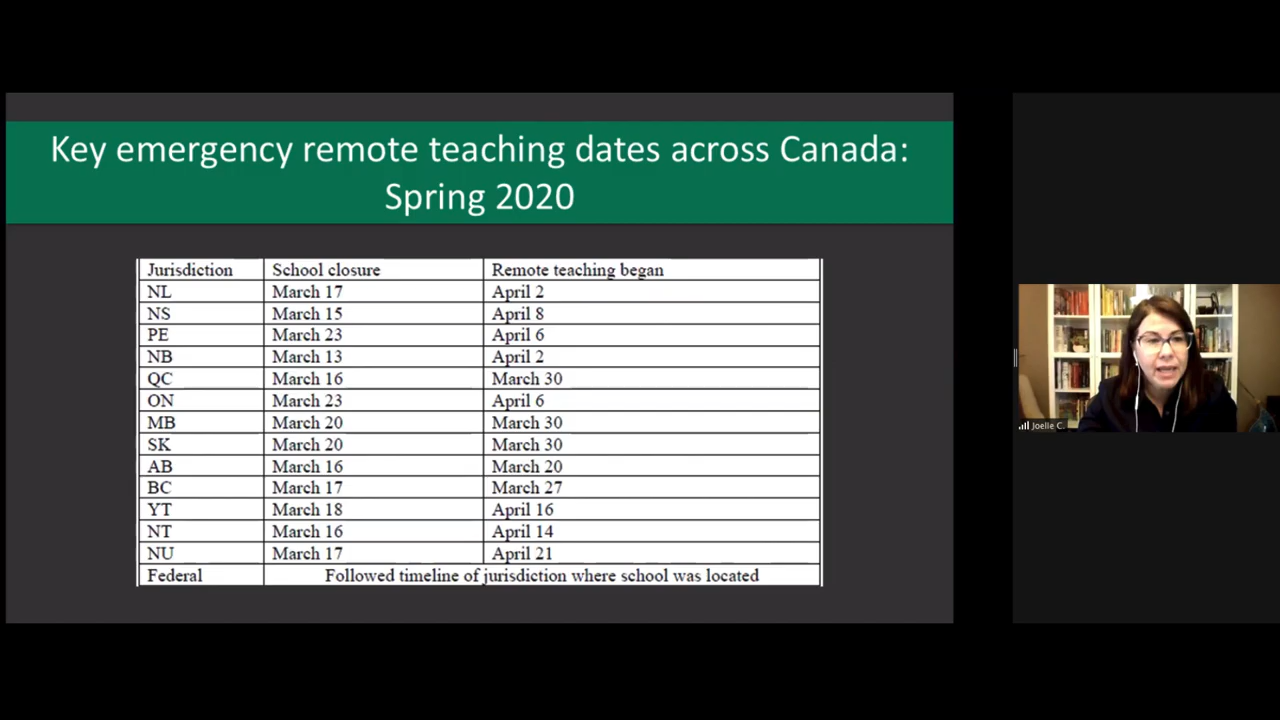 Key emergency remote teaching dates across Canada:
Spring 2020
Jurisdiction School closure Remote teaching began
NL March 17 April 2
NS March 15 April 8
PE March 23 April 6
NB March 13 April 2
QC March 16 March 30
ON March 23 April 6
MB March 20 March 30
SK March 20 March 30
AB March 16 March 20
BC March 17 March 27
YT March 18 April 16
NT March 16 April 14
NU March 17 April 21
Federal Followed timeline of jurisdiction where school was located
Joelle C.